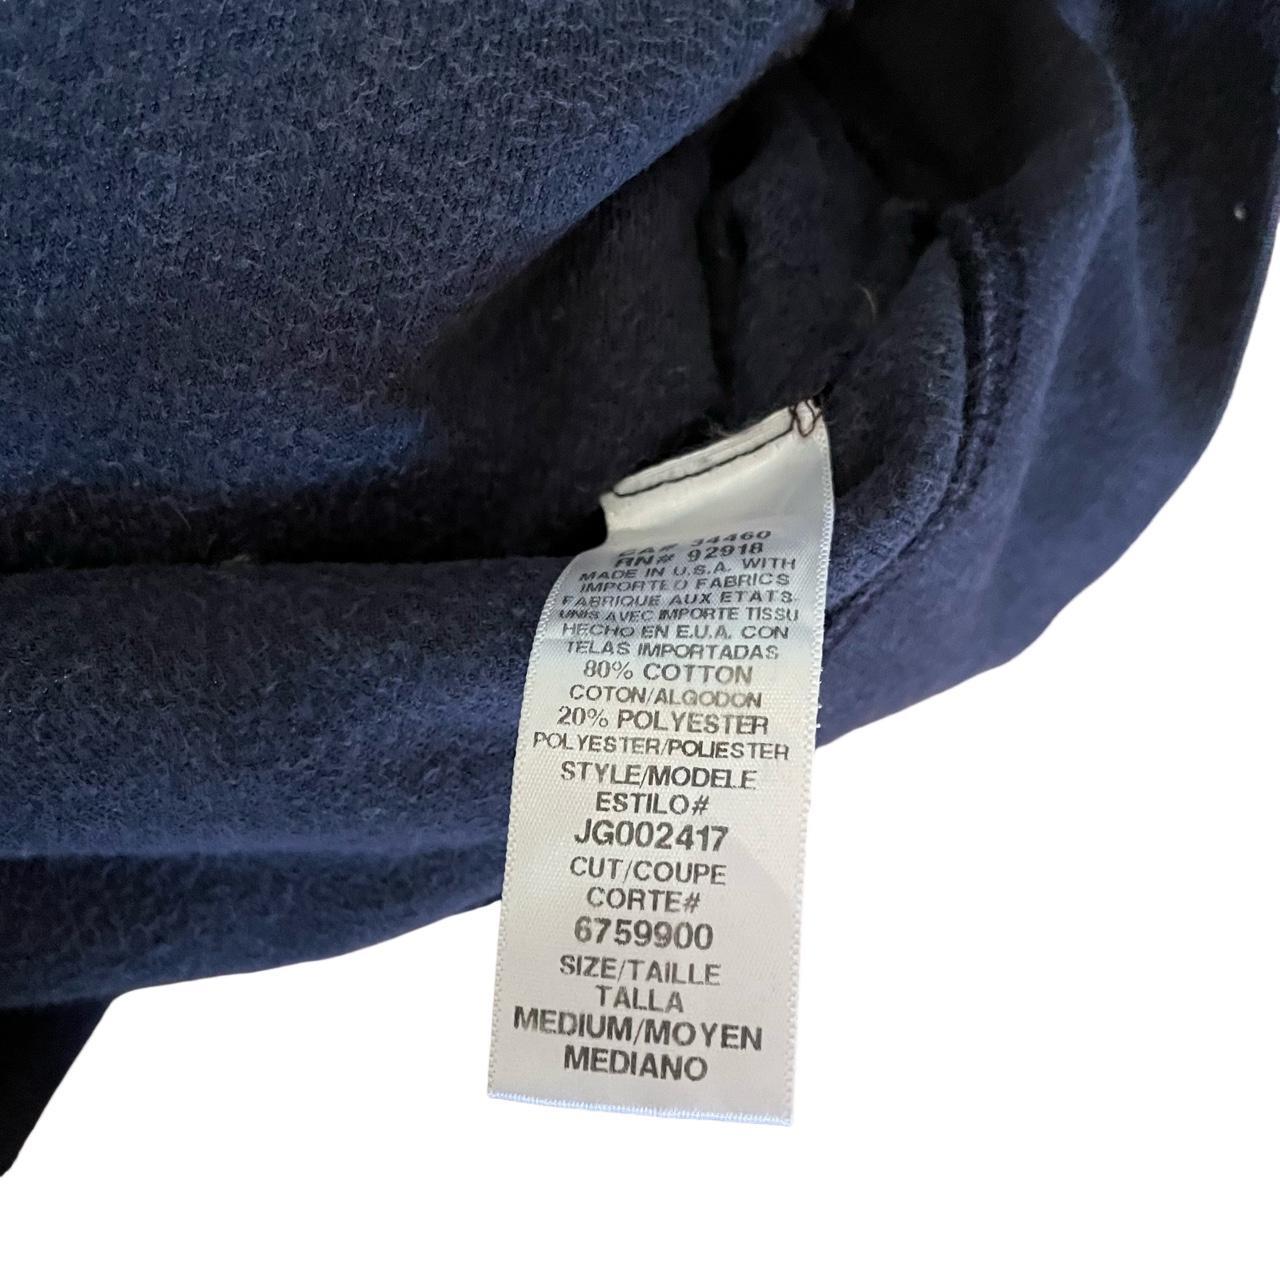 CA# 34460
RN# 92918
MADE IN U.S.A. WITH
IMPORTED FABRICS
FABRIQUE AUX ETATS.
UNIS AVEC IMPORTE TISSU
HECHO EN E.U.A. CON
TELAS IMPORTADAS
80% COTTON
COTON/ALGODON
20% POLYESTER
POLYESTER/POLIESTER
STYLE/MODELE
ESTILO#
JG002417
CUT/COUPE
CORTE#
6759900
SIZE/TAILLE
TALLA
MEDIUM/MOYEN
MEDIANO